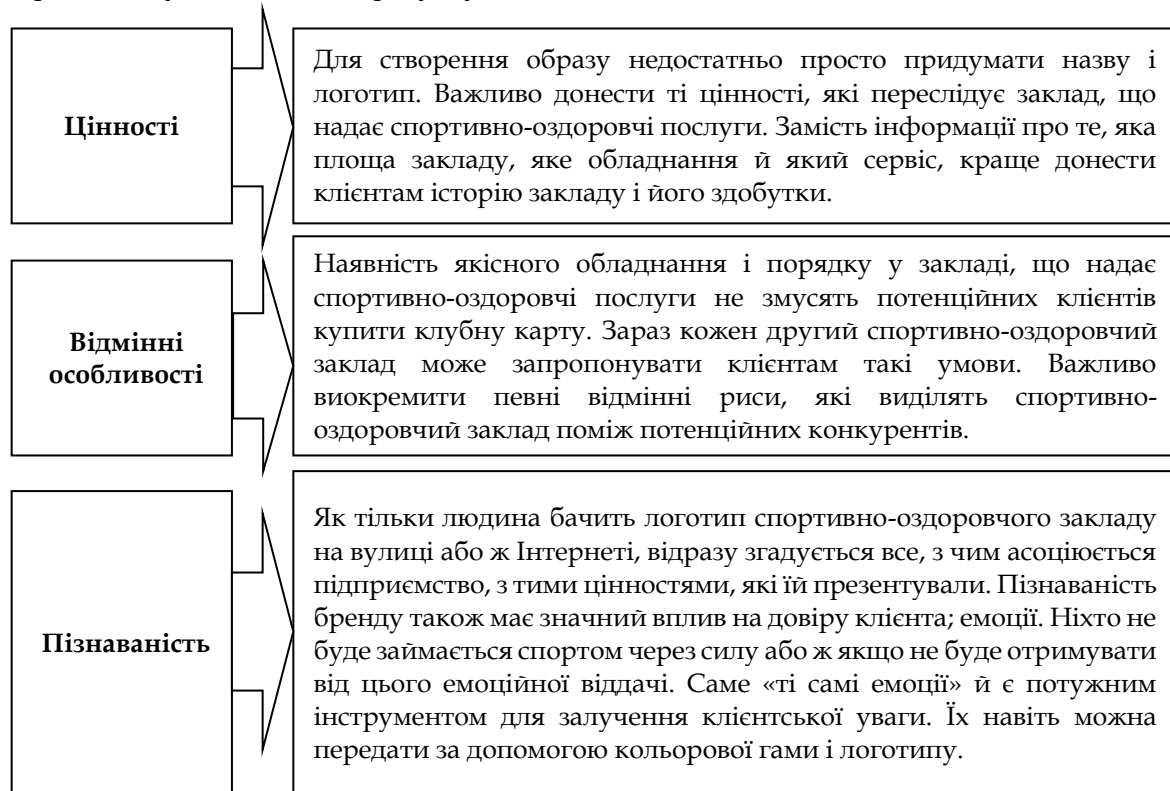 Цінності
Для створення образу недостатньо просто придумати назву і
логотип. Важливо донести ті цінності, які переслідує заклад, що
надає спортивно-оздоровчі послуги. Замість інформації про те, яка
площа закладу, яке обладнання й який сервіс, краще донести
клієнтам історію закладу і його здобутки.
Відмінні
особливості
Наявність якісного обладнання і порядку у закладі, що надає
спортивно-оздоровчі послуги не змусять потенційних клієнтів
купити клубну карту. Зараз кожен другий спортивно-оздоровчий
заклад може запропонувати клієнтам такі умови. Важливо
виокремити певні відмінні риси, які виділять спортивно-
оздоровчий заклад поміж потенційних конкурентів.
Пізнаваність
Як тільки людина бачить логотип спортивно-оздоровчого закладу
на вулиці або ж Інтернеті, відразу згадується все, з чим асоціюється
підприємство, з тими цінностями, які їй презентували. Пізнаваність
бренду також має значний вплив на довіру клієнта; емоції. Ніхто не
буде займається спортом через силу або ж якщо не буде отримувати
від цього емоційної віддачі. Саме «ті самі емоції» й є потужним
інструментом для залучення клієнтської уваги. Їх навіть можна
передати за допомогою кольорової гами і логотипу.